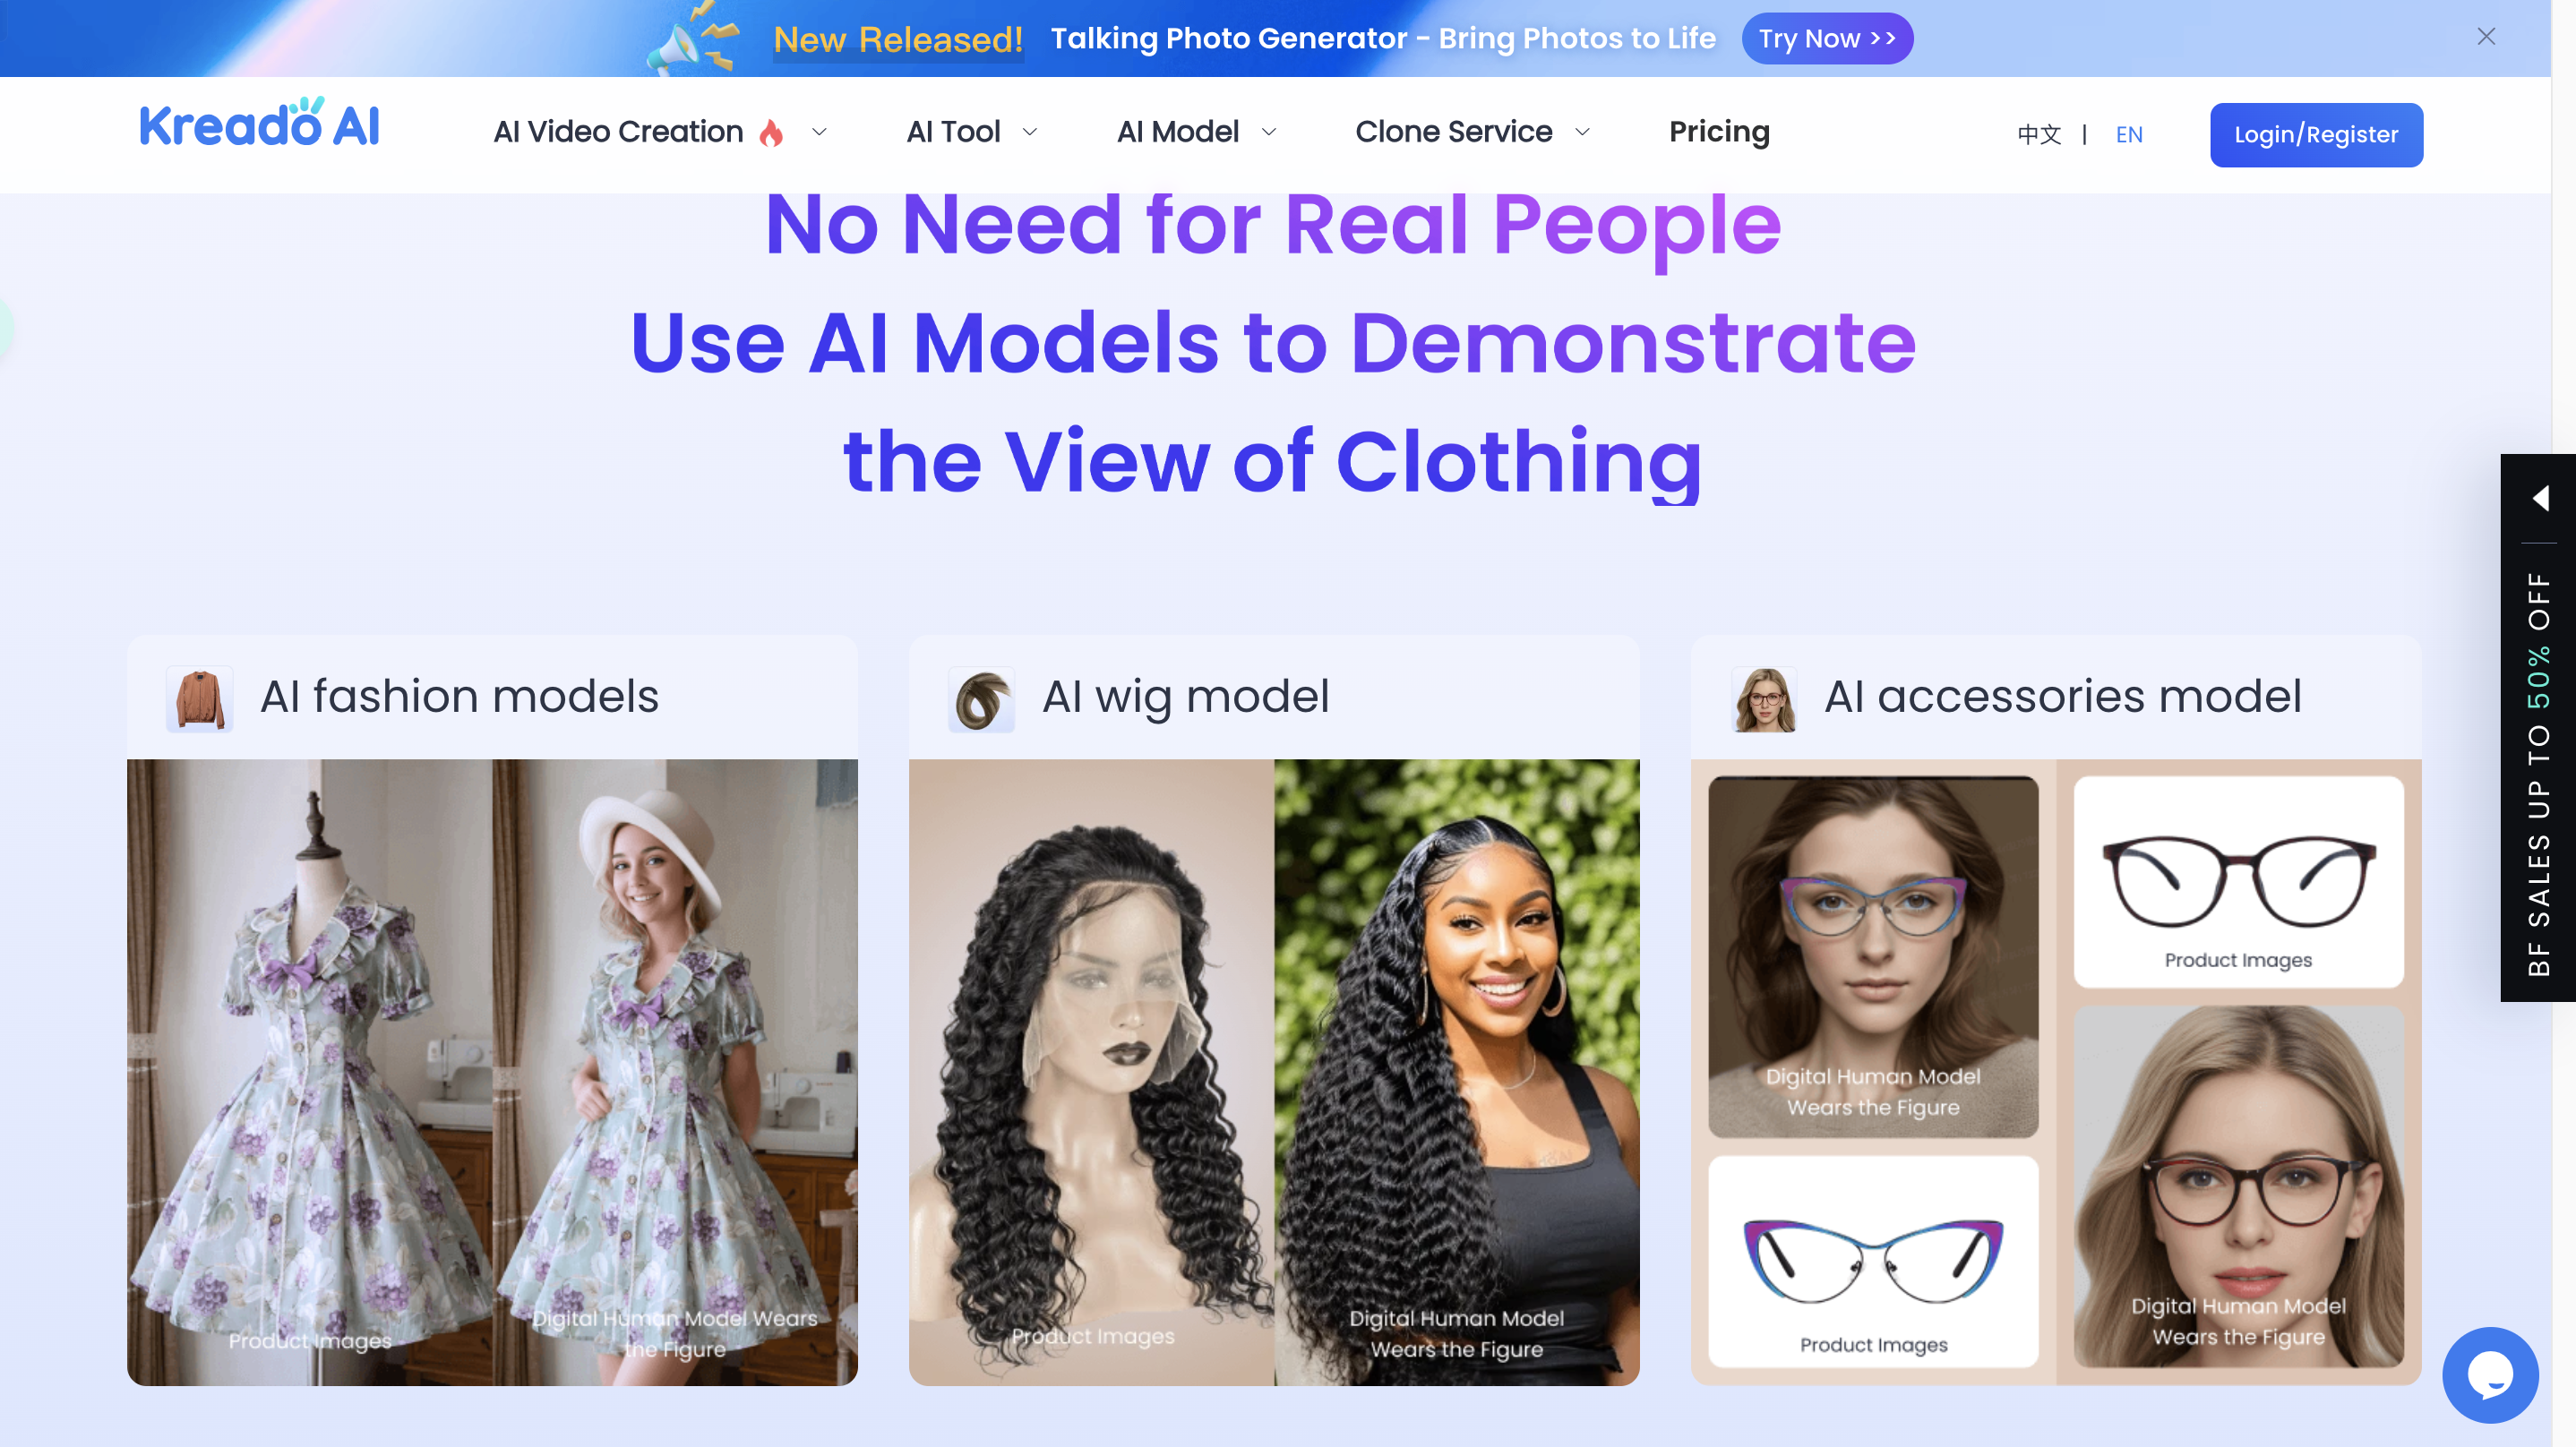 New Released! Talking Photo Generator - Bring Photos to Life Try Now >>
Kreado AI
AI Video Creation
AI Tool
AI Model
Clone Service
Pricing
中文 | EN
Login/Register
No Need for Real People
Use AI Models to Demonstrate
the View of Clothing
AI fashion models
Product Images
Digital Human Model Wears
the Figure
AI wig model
Product Images
Digital Human Model
Wears the Figure
AI accessories model
Digital Human Model
Wears the Figure
Product Images
Product Images
Digital Human Model
Wears the Figure
BF SALES UP TO 50% OFF